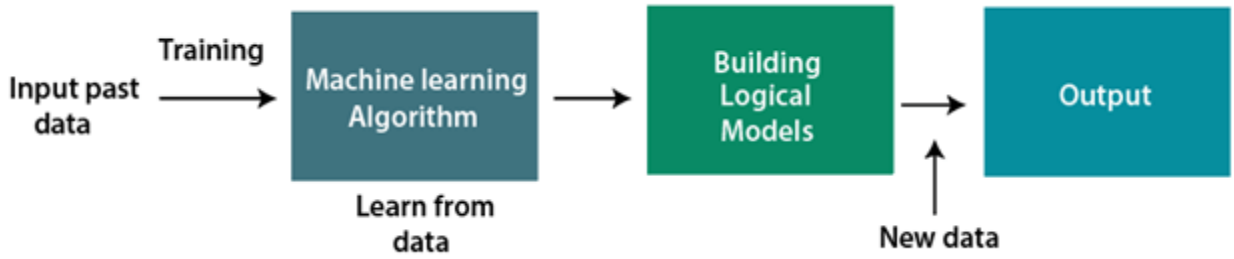 Training
Input past
data
Machine learning
Algorithm
Learn from
data
Building
Logical
Models
New data
Output